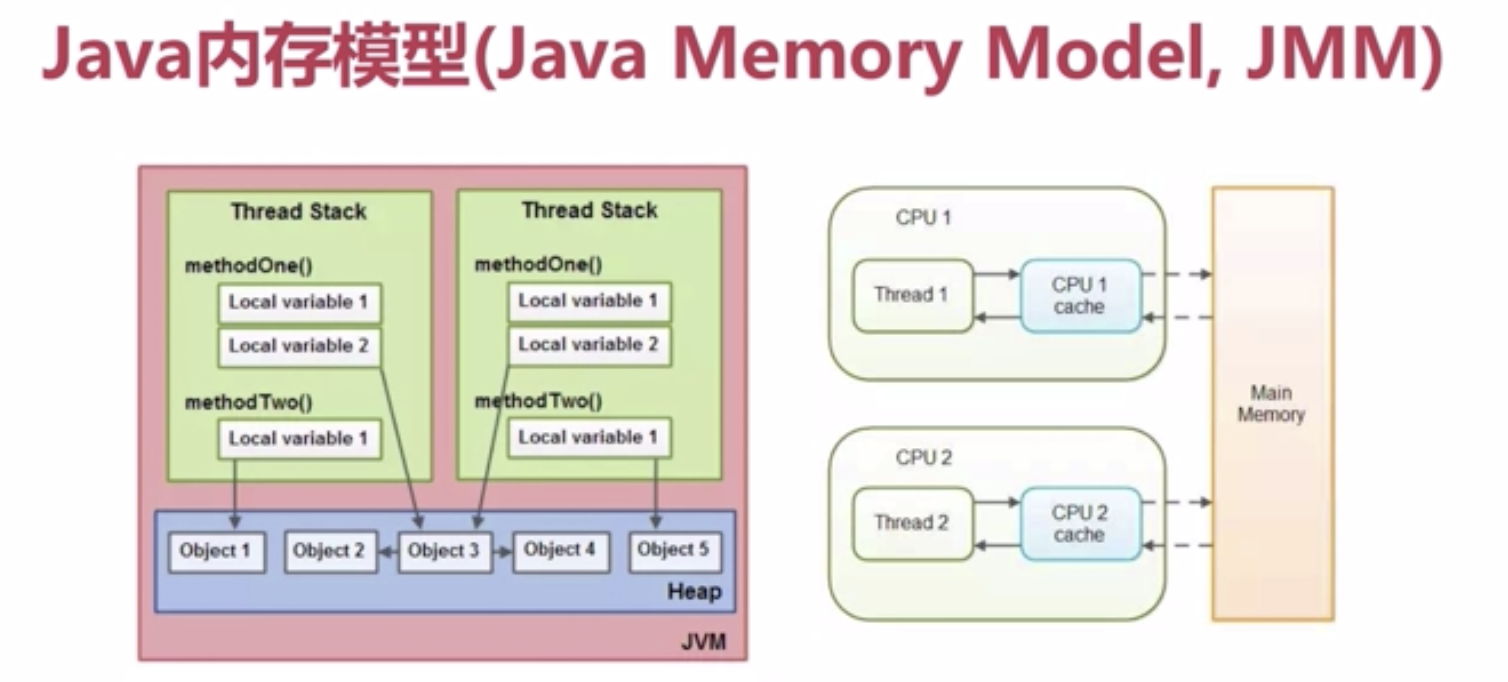 Java内存模型(Java Memory Model, JMM)
Thread Stack
methodOne()
Local variable 1
Local variable 2
methodTwo()
Local variable 1
Thread Stack
methodOne()
Local variable 1
Local variable 2
methodTwo()
Local variable 1
Object 1
Object 2
Object 3
Object 4
Object 5
Heap
JVM
CPU 1
Thread 1
CPU 1
cache
CPU 2
Thread 2
CPU 2
cache
Main
Memory